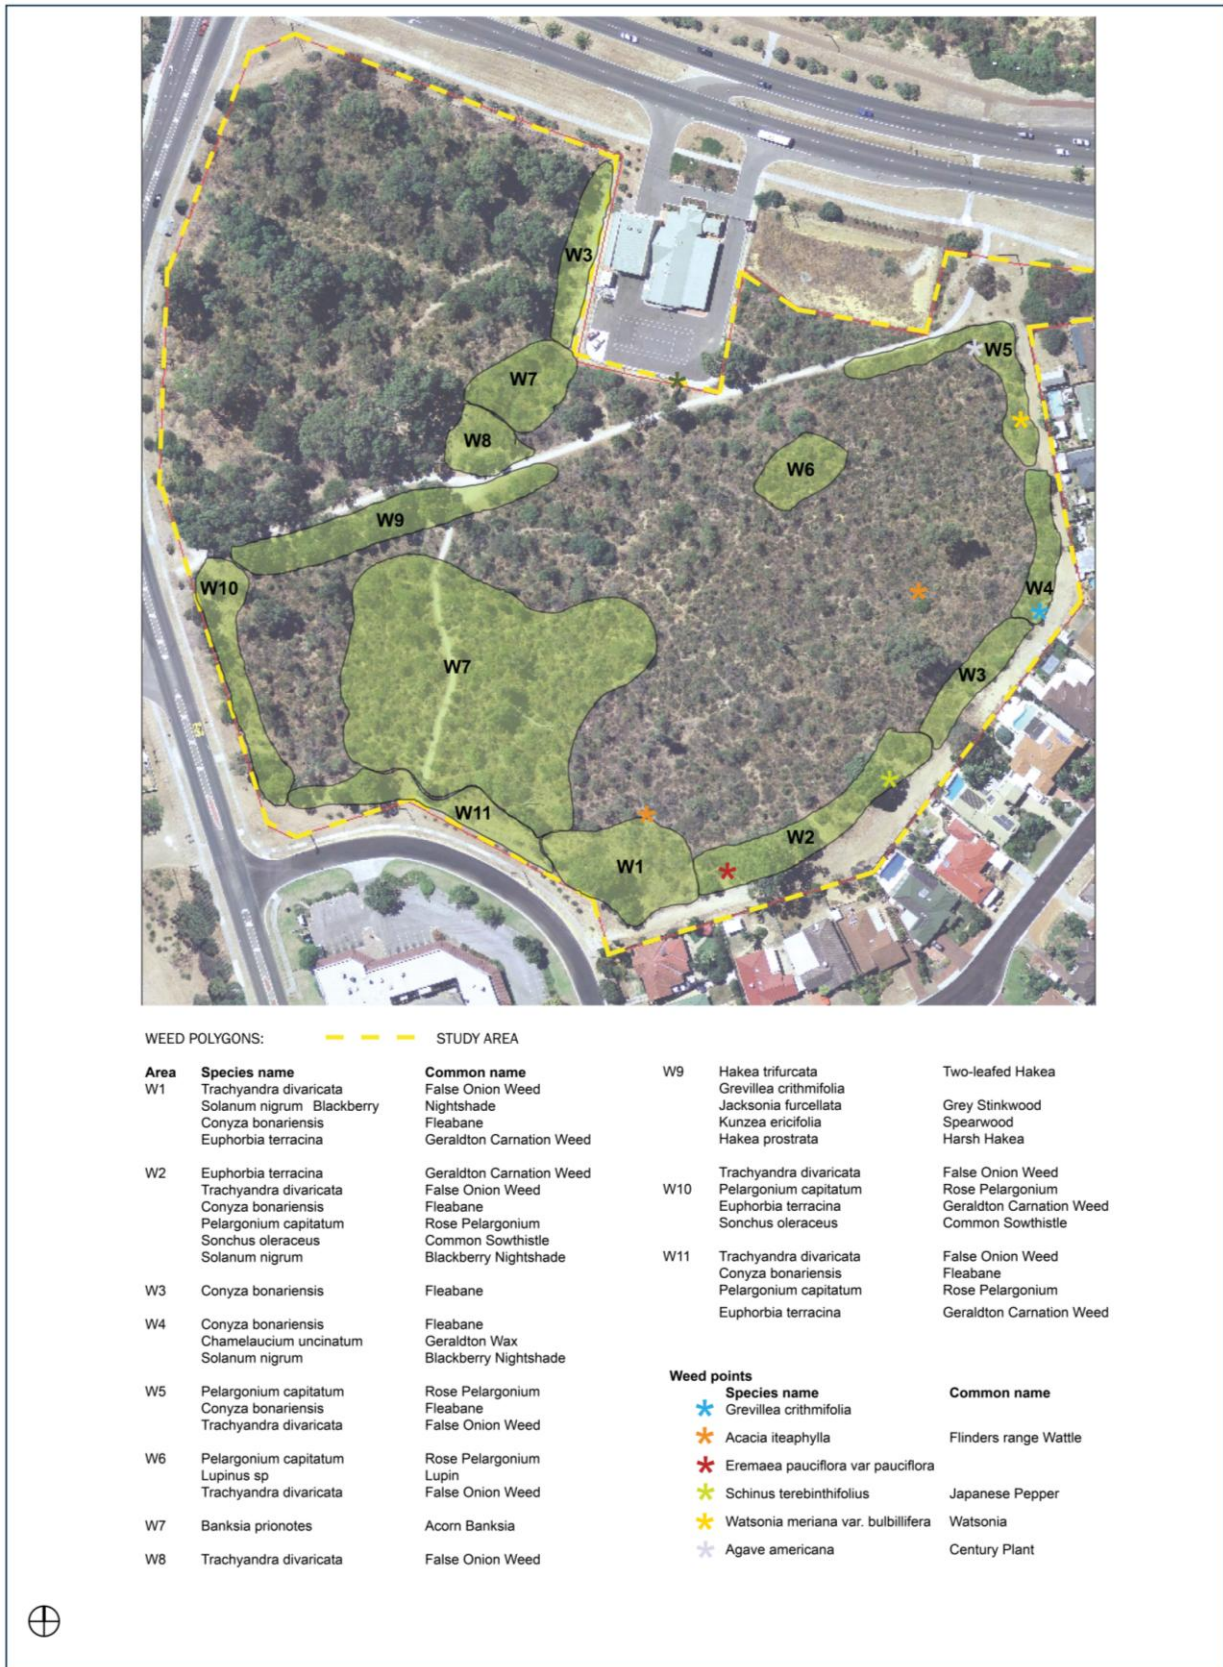 W3
W5
W7
W8
W6
W9
W10
W4
W7
W3
W11
W2
W1
WEED POLYGONS: STUDY AREA
Area Species name Common name
W1 Trachyandra divaricata False Onion Weed
Solanum nigrum Blackberry Nightshade
Conyza bonariensis Fleabane
Euphorbia terracina Geraldton Carnation Weed
W2 Euphorbia terracina Geraldton Carnation Weed
Trachyandra divaricata False Onion Weed
Conyza bonariensis Fleabane
Pelargonium capitatum Rose Pelargonium
Sonchus oleraceus Common Sowthistle
Solanum nigrum Blackberry Nightshade
W3 Conyza bonariensis Fleabane
W4 Conyza bonariensis Fleabane
Chamelaucium uncinatum Geraldton Wax
Solanum nigrum Blackberry Nightshade
W5 Pelargonium capitatum Rose Pelargonium
Conyza bonariensis Fleabane
Trachyandra divaricata False Onion Weed
W6 Pelargonium capitatum Rose Pelargonium
Lupinus sp Lupin
Trachyandra divaricata False Onion Weed
W7 Banksia prionotes Acorn Banksia
W8 Trachyandra divaricata False Onion Weed
W9 Hakea trifurcata Two-leafed Hakea
Grevillea crithmifolia
Jacksonia furcellata Grey Stinkwood
Kunzea ericifolia Spearwood
Hakea prostrata Harsh Hakea
Trachyandra divaricata False Onion Weed
W10 Pelargonium capitatum Rose Pelargonium
Euphorbia terracina Geraldton Carnation Weed
Sonchus oleraceus Common Sowthistle
W11 Trachyandra divaricata False Onion Weed
Conyza bonariensis Fleabane
Pelargonium capitatum Rose Pelargonium
Euphorbia terracina Geraldton Carnation Weed
Weed points
Species name Common name
Grevillea crithmifolia
Acacia iteaphylla Flinders range Wattle
Eremaea pauciflora var pauciflora
Schinus terebinthifolius Japanese Pepper
Watsonia meriana var. bulbillifera Watsonia
Agave americana Century Plant